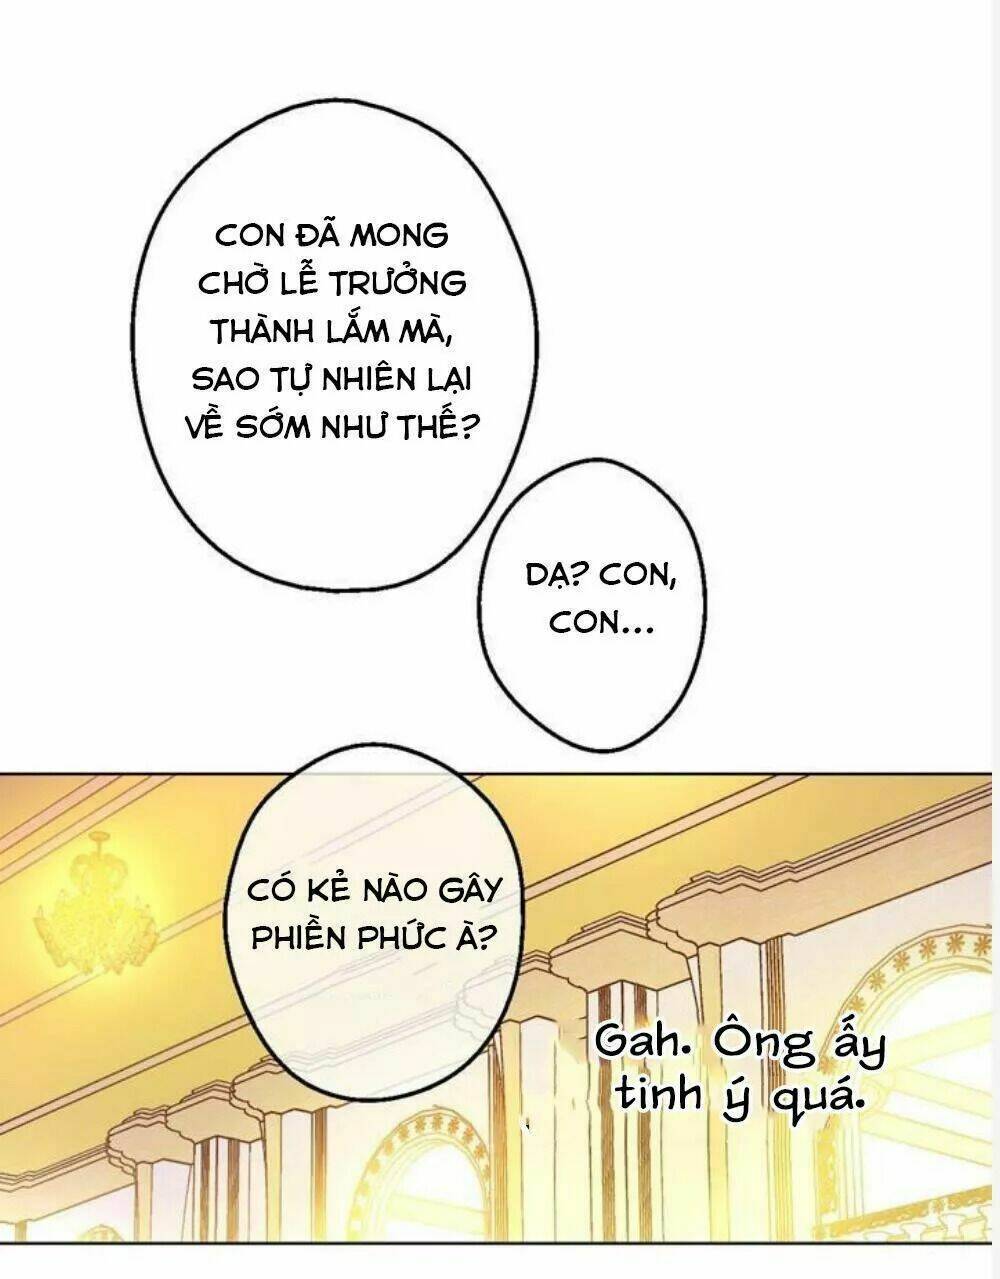 CON ĐÃ MONG
CHỜ LỄ TRƯỞNG
THÀNH LẮM MÀ,
SAO TỰ NHIÊN LẠI
VỀ SỚM NHƯ THẾ?
DẠ? CON,
CON...
CÓ KẺ NÀO GÂY
PHIỀN PHỨC À?
Gah. Ông ấy
tinh ý quá.